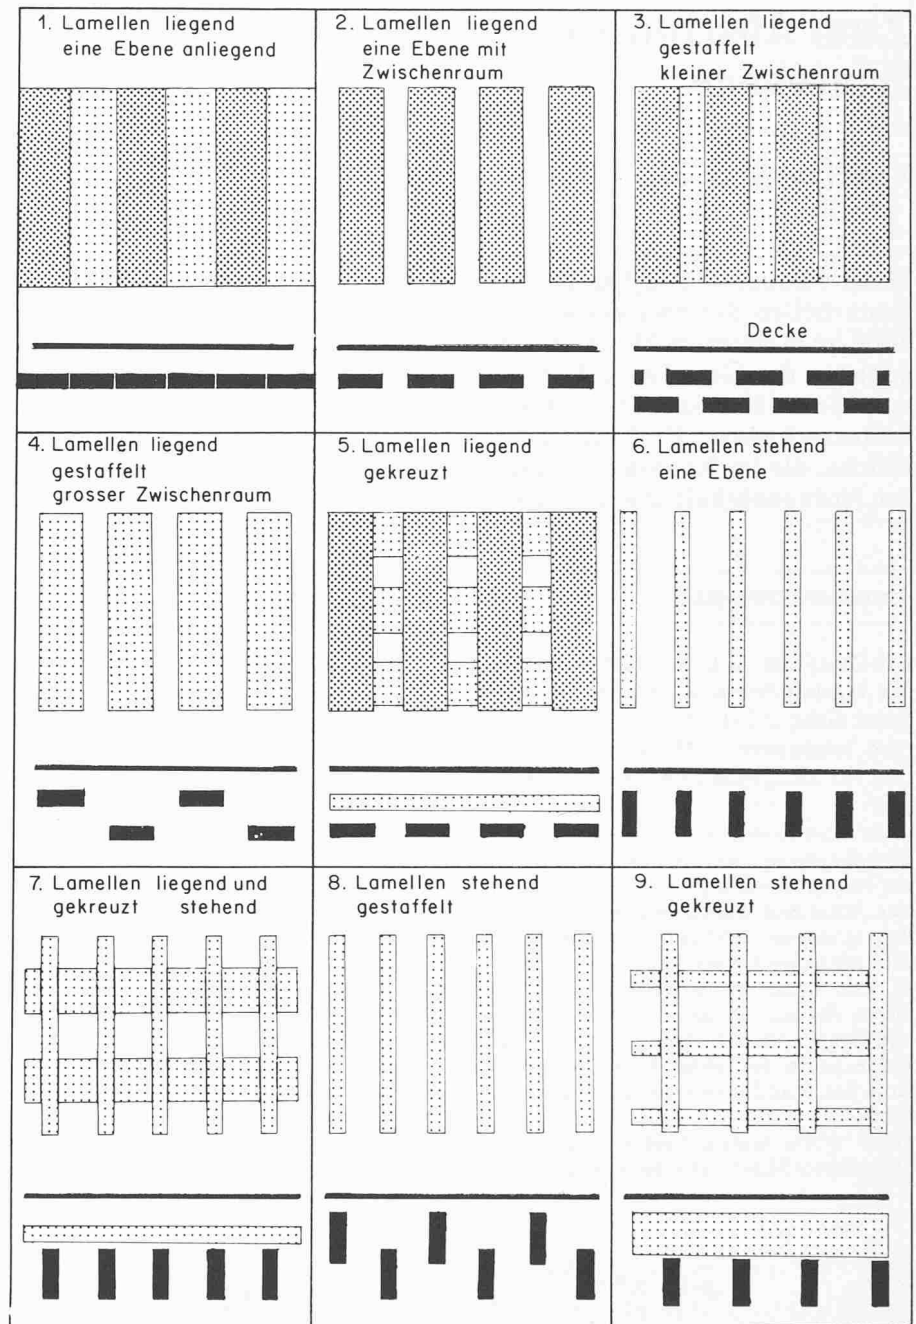 1. Lamellen liegend
eine Ebene anliegend
2. Lamellen liegend
eine Ebene mit
Zwischenraum
3. Lamellen liegend
gestaffelt
kleiner Zwischenraum
Decke
4. Lamellen liegend
gestaffelt
grosser Zwischenraum
5. Lamellen liegend
gekreuzt
6. Lamellen stehend
eine Ebene
7. Lamellen liegend und
gekreuzt stehend
8. Lamellen stehend
gestaffelt
9. Lamellen stehend
gekreuzt